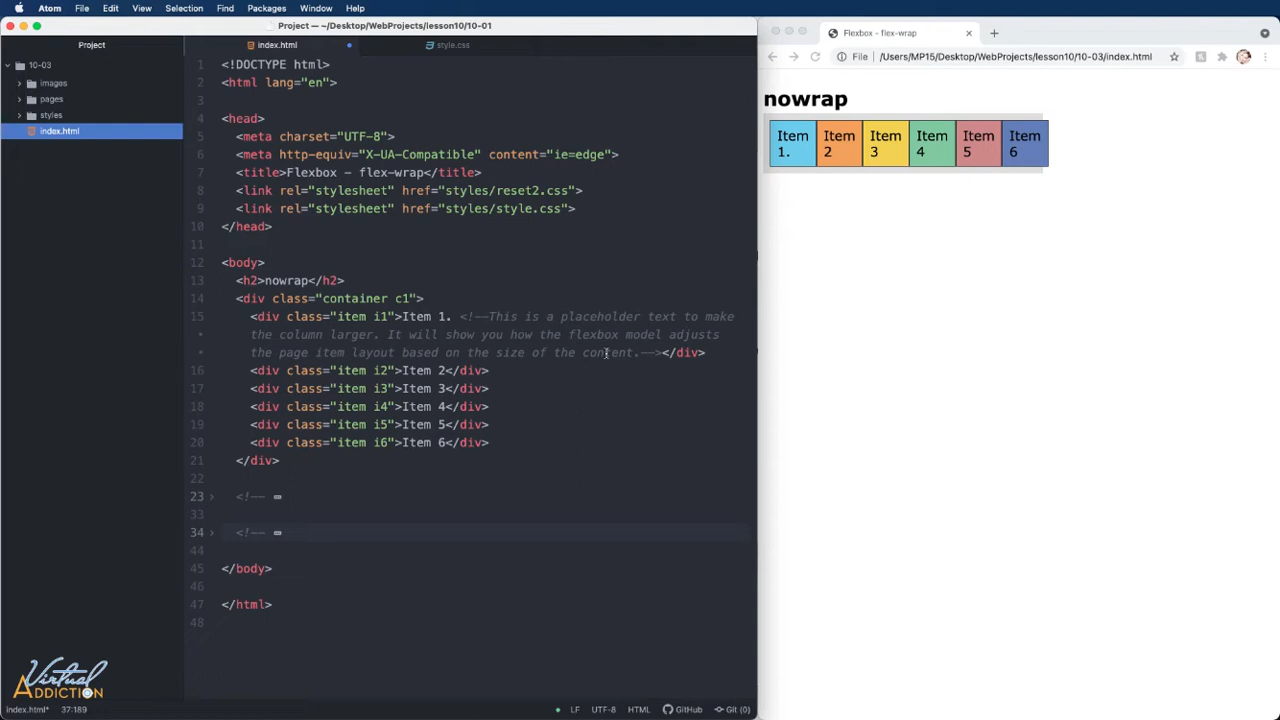 Atom File Edit View Selection Find Packages Window Help
Project — ~/Desktop/WebProjects/lesson10/10-01
Project
index.html
style.css
10-03
images
pages
styles
index.html
1 <!DOCTYPE html>
2 <html lang="en">
3
4 <head>
5 <meta charset="UTF-8">
6 <meta http-equiv="X-UA-Compatible" content="ie=edge">
7 <title>Flexbox - flex-wrap</title>
8 <link rel="stylesheet" href="styles/reset2.css">
9 <link rel="stylesheet" href="styles/style.css">
10 </head>
11
12 <body>
13 <h2>nowrap</h2>
14 <div class="container c1">
15 <div class="item i1">Item 1. <!--This is a placeholder text to make
the column larger. It will show you how the flexbox model adjusts
the page item layout based on the size of the content.--></div>
16 <div class="item i2">Item 2</div>
17 <div class="item i3">Item 3</div>
18 <div class="item i4">Item 4</div>
19 <div class="item i5">Item 5</div>
20 <div class="item i6">Item 6</div>
21 </div>
22
23 <!--
33
34 <!--
44
45 </body>
46
47 </html>
48
Virtual
ADDICTION
index.html* 37:189
LF UTF-8 HTML GitHub Git (0)
Flexbox - flex-wrap
File /Users/MP15/Desktop/WebProjects/lesson10/10-03/index.html
nowrap
Item 1.
Item 2
Item 3
Item 4
Item 5
Item 6